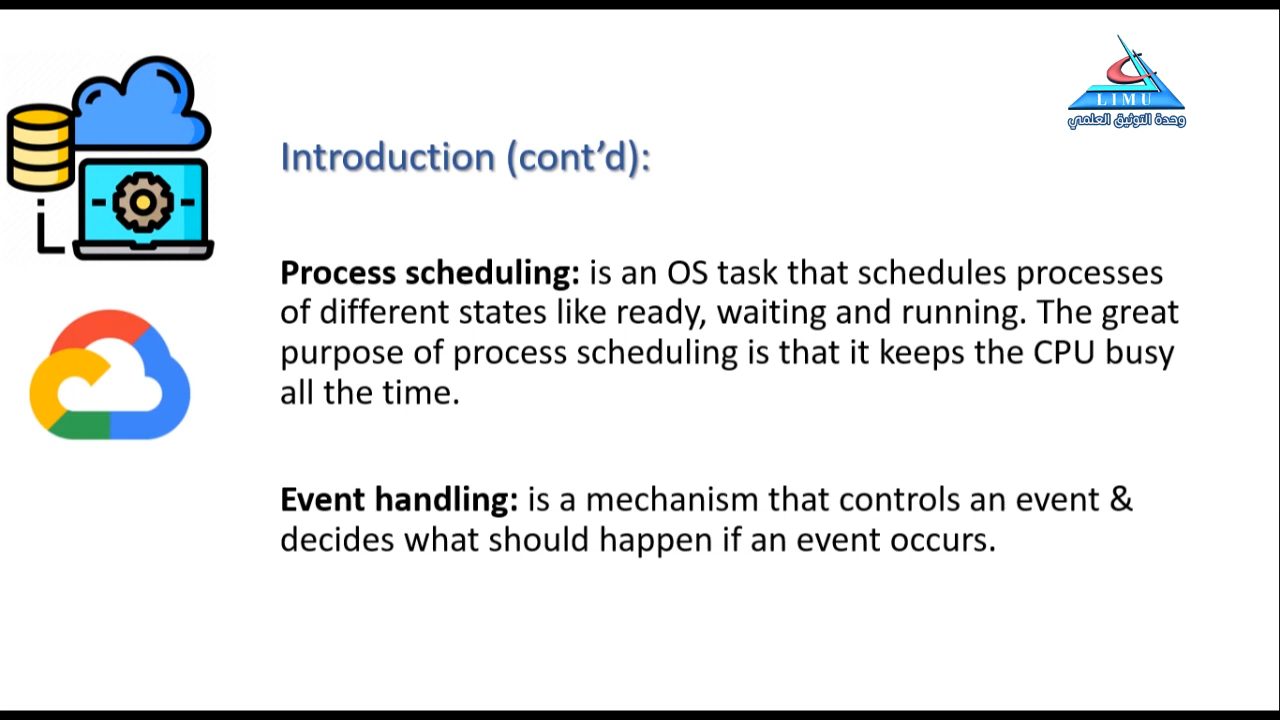 LIMU
وحدة التوثيق العلمي
Introduction (cont’d):
Process scheduling: is an OS task that schedules processes
of different states like ready, waiting and running. The great
purpose of process scheduling is that it keeps the CPU busy
all the time.
Event handling: is a mechanism that controls an event &
decides what should happen if an event occurs.